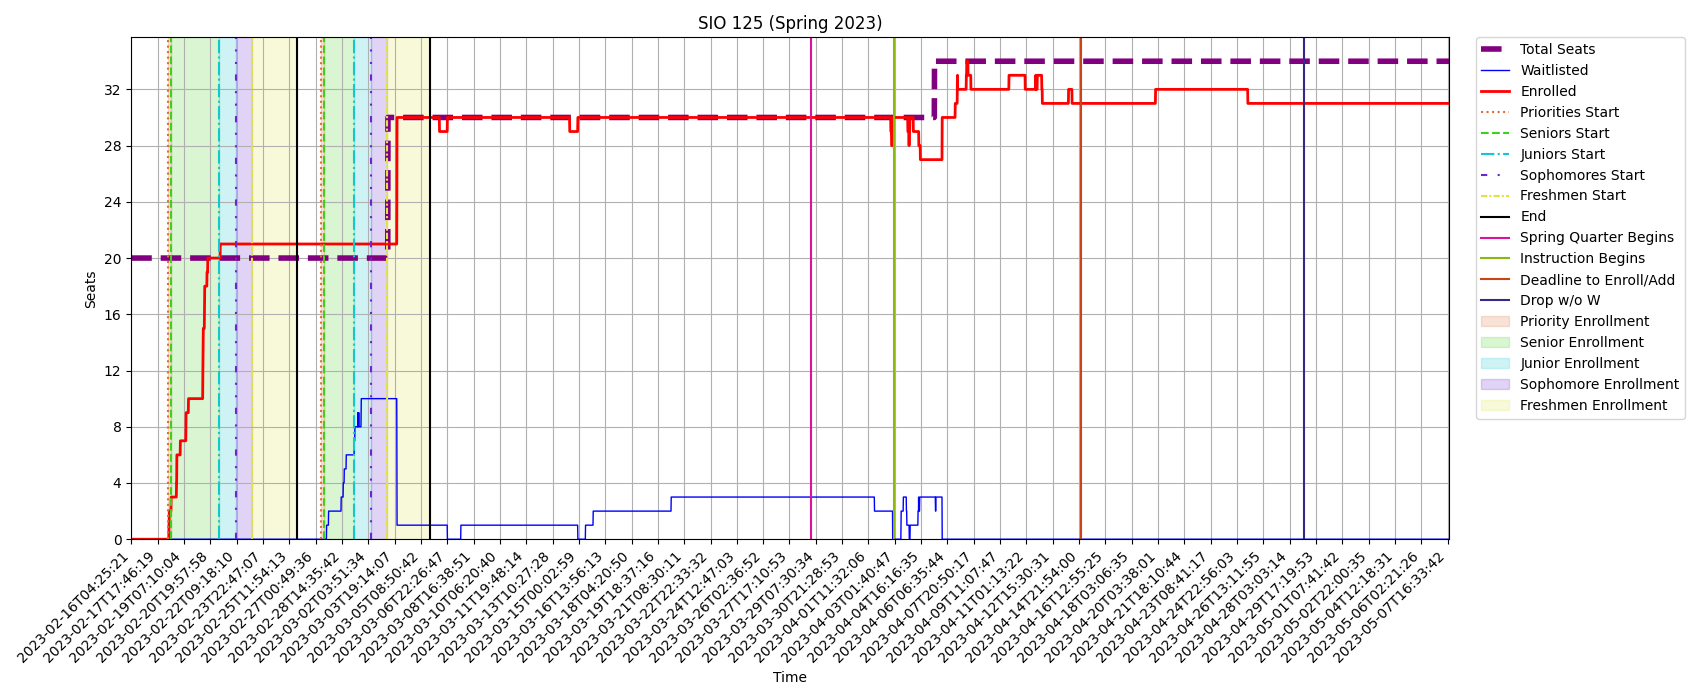 SIO 125 (Spring 2023)
Seats
32
28
24
20
16
12
8
4
0
2023-02-16T04:25:21
2023-02-17T17:46:19
2023-02-19T07:10:04
2023-02-20T19:57:58
2023-02-22T09:18:10
2023-02-23T22:47:07
2023-02-25T11:54:13
2023-02-27T00:49:36
2023-02-28T14:35:42
2023-03-02T03:51:34
2023-03-03T19:14:07
2023-03-05T08:50:42
2023-03-06T22:26:47
2023-03-08T16:38:51
2023-03-10T06:20:40
2023-03-11T19:48:14
2023-03-13T10:27:28
2023-03-15T00:02:59
2023-03-16T13:56:13
2023-03-18T04:20:50
2023-03-19T18:37:16
2023-03-21T08:30:11
2023-03-22T22:33:32
2023-03-24T12:47:03
2023-03-26T02:36:52
2023-03-27T17:10:53
2023-03-29T07:30:34
2023-03-30T21:28:53
2023-04-01T11:32:06
2023-04-03T01:40:47
2023-04-04T16:16:35
2023-04-06T06:35:44
2023-04-07T20:50:17
2023-04-09T11:07:47
2023-04-11T01:13:22
2023-04-12T15:30:31
2023-04-14T21:54:00
2023-04-16T12:55:25
2023-04-18T03:06:35
2023-04-20T03:38:01
2023-04-21T18:10:44
2023-04-23T08:41:17
2023-04-24T22:56:03
2023-04-26T13:11:55
2023-04-28T03:03:14
2023-04-29T17:19:53
2023-05-01T07:41:42
2023-05-02T22:00:35
2023-05-04T12:18:31
2023-05-06T02:21:26
2023-05-07T16:33:42
Time
Total Seats
Waitlisted
Enrolled
Priorities Start
Seniors Start
Juniors Start
Sophomores Start
Freshmen Start
End
Spring Quarter Begins
Instruction Begins
Deadline to Enroll/Add
Drop w/o W
Priority Enrollment
Senior Enrollment
Junior Enrollment
Sophomore Enrollment
Freshmen Enrollment